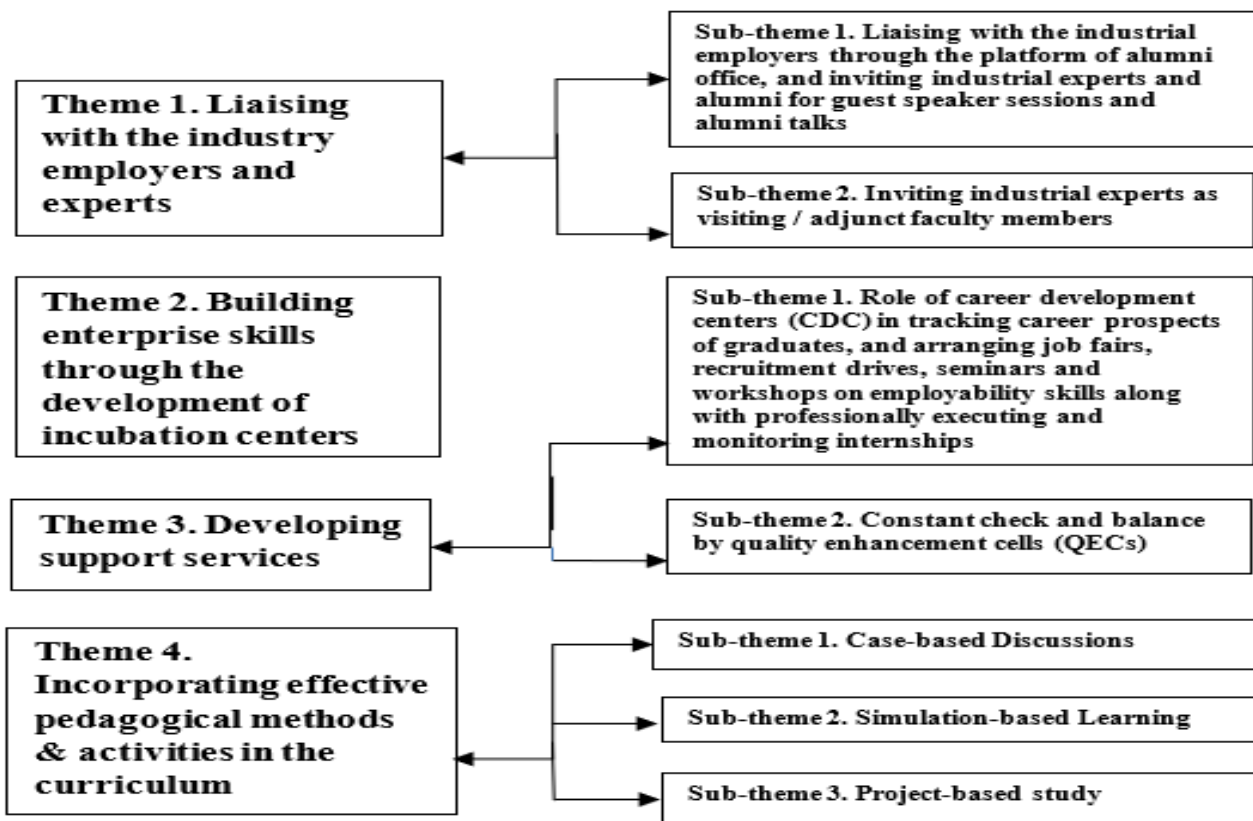 Theme 1. Liaising
with the industry
employers and
experts
Sub-theme 1. Liaising with the industrial
employers through the platform of alumni
office, and inviting industrial experts and
alumni for guest speaker sessions and
alumni talks
Sub-theme 2. Inviting industrial experts as
visiting / adjunct faculty members
Theme 2. Building
enterprise skills
through the
development of
incubation centers
Theme 3. Developing
support services
Sub-theme 1. Role of career development
centers (CDC) in tracking career prospects
of graduates, and arranging job fairs,
recruitment drives, seminars and
workshops on employability skills along
with professionally executing and
monitoring internships
Sub-theme 2. Constant check and balance
by quality enhancement cells (QECs)
Theme 4.
Incorporating effective
pedagogical methods
& activities in the
curriculum
Sub-theme 1. Case-based Discussions
Sub-theme 2. Simulation-based Learning
Sub-theme 3. Project-based study